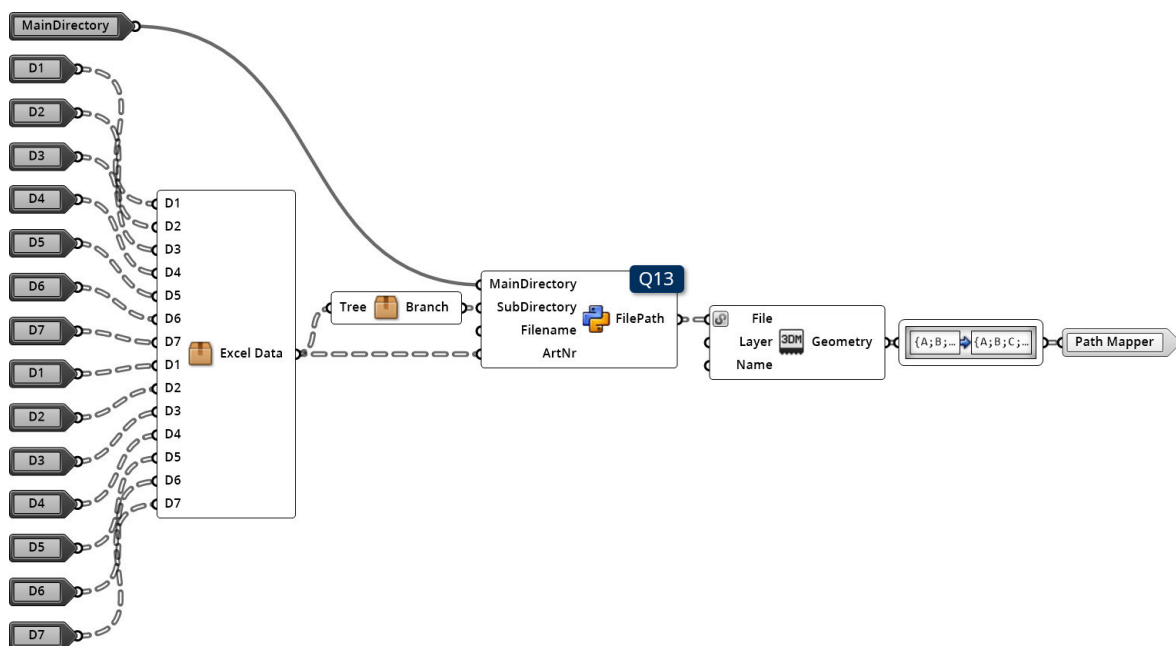 MainDirectory
D1
D2
D3
D4
D5
D6
D7
D1
D2
D3
D4
D5
D6
D7
D1
D2
D3
D4
D5
D6
D7
D1
D2
D3
D4
D5
D6
D7
Excel Data
Tree Branch
Q13
MainDirectory
SubDirectory
Filename
ArtNr
FilePath
File
Layer
Name
3DM
Geometry
{A;B;... {A;B;C;...
Path Mapper